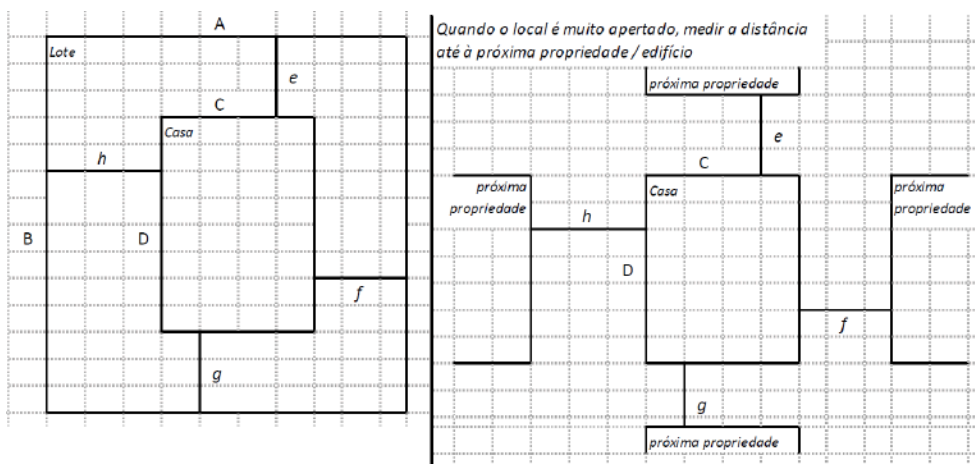 A
Lote
e
C
Casa
h
B
D
f
g
Quando o local é muito apertado, medir a distância
até à próxima propriedade / edifício
próxima propriedade
e
C
próxima
propriedade
Casa
próxima
propriedade
h
D
f
g
próxima propriedade